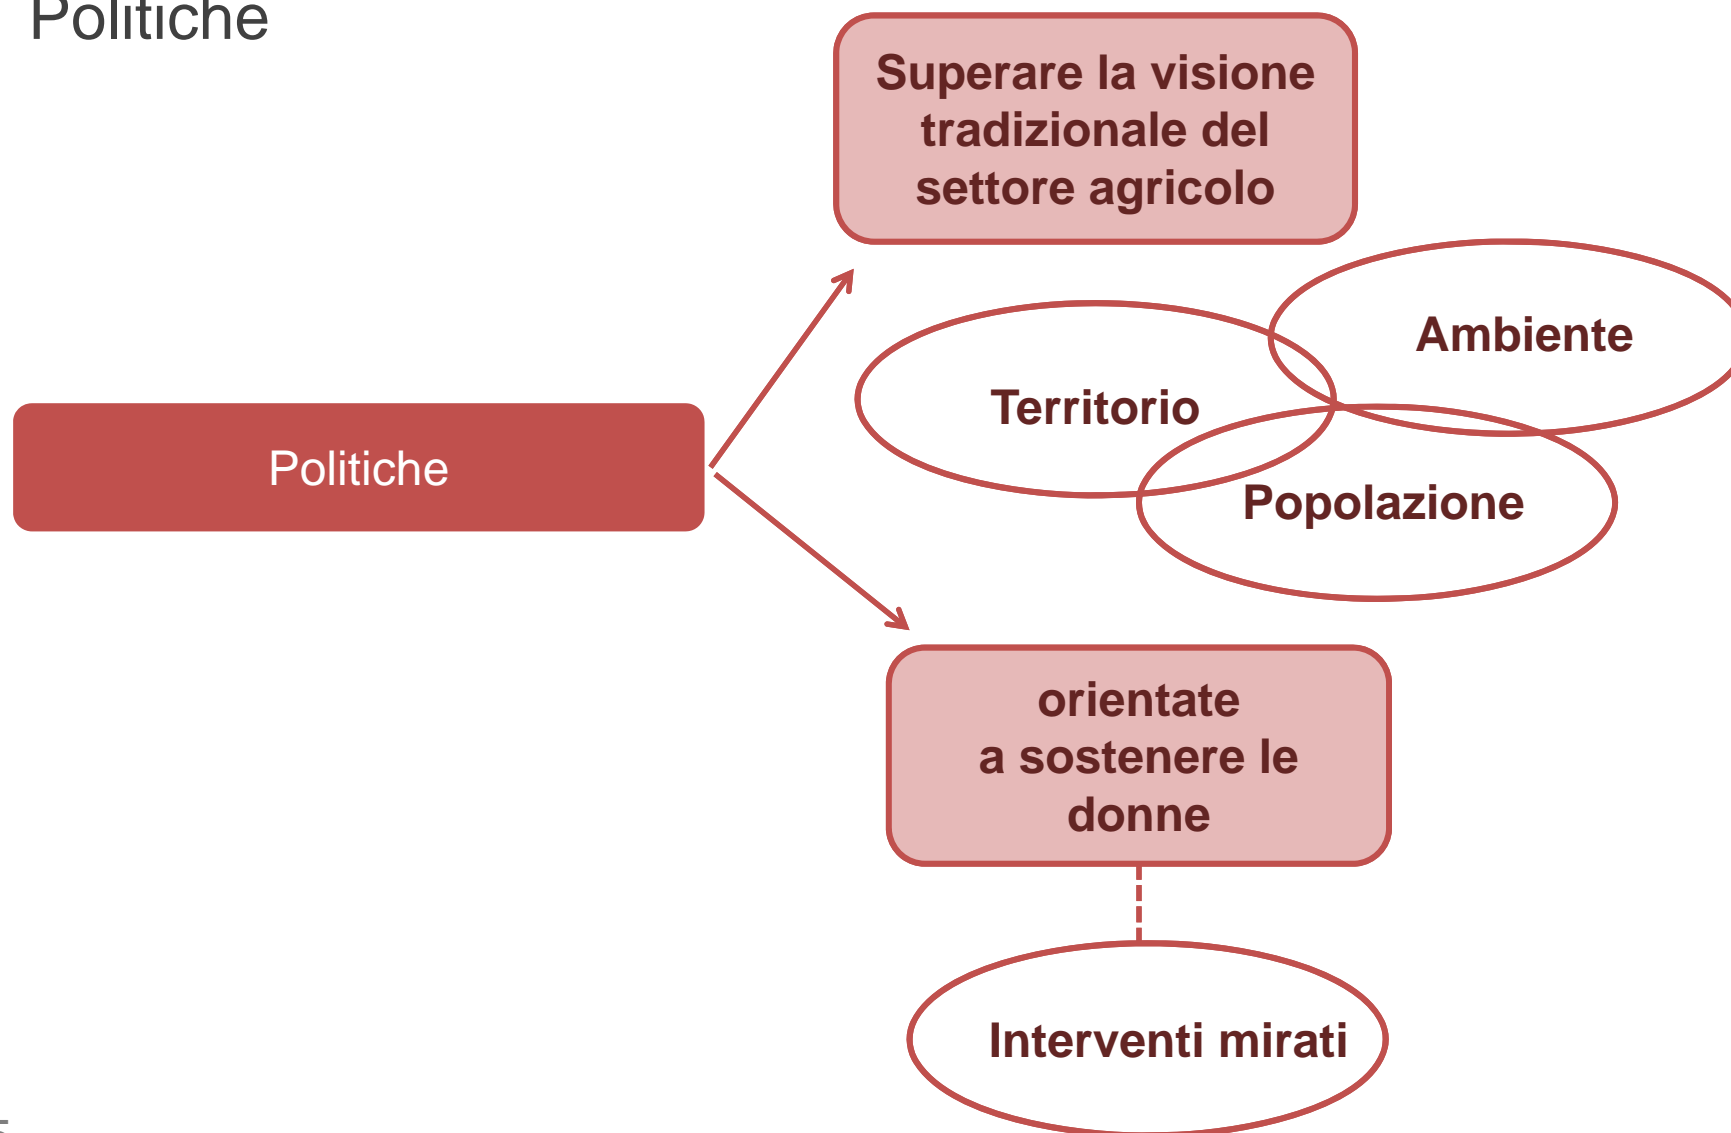 Politiche
Superare la visione
tradizionale del
settore agricolo
Ambiente
Territorio
Politiche
Popolazione
orientate
a sostenere le
donne
Interventi mirati